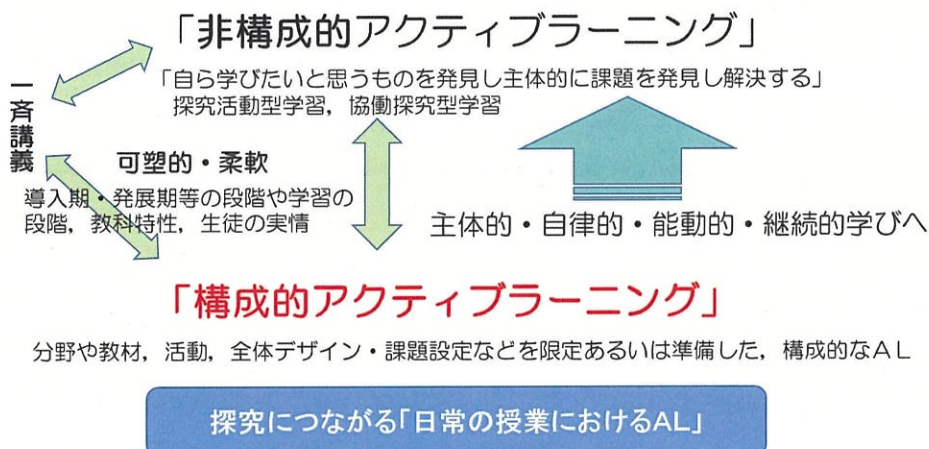 「非構成的アクティブラーニング」
「自ら学びたいと思うものを発見し主体的に課題を発見し解決する」
探究活動型学習，協働探究型学習
一斉講義
可塑的・柔軟
導入期・発展期等の段階や学習の
段階，教科特性，生徒の実情
主体的・自律的・能動的・継続的学びへ
「構成的アクティブラーニング」
分野や教材，活動，全体デザイン・課題設定などを限定あるいは準備した，構成的なＡＬ
探究につながる「日常の授業におけるAL」